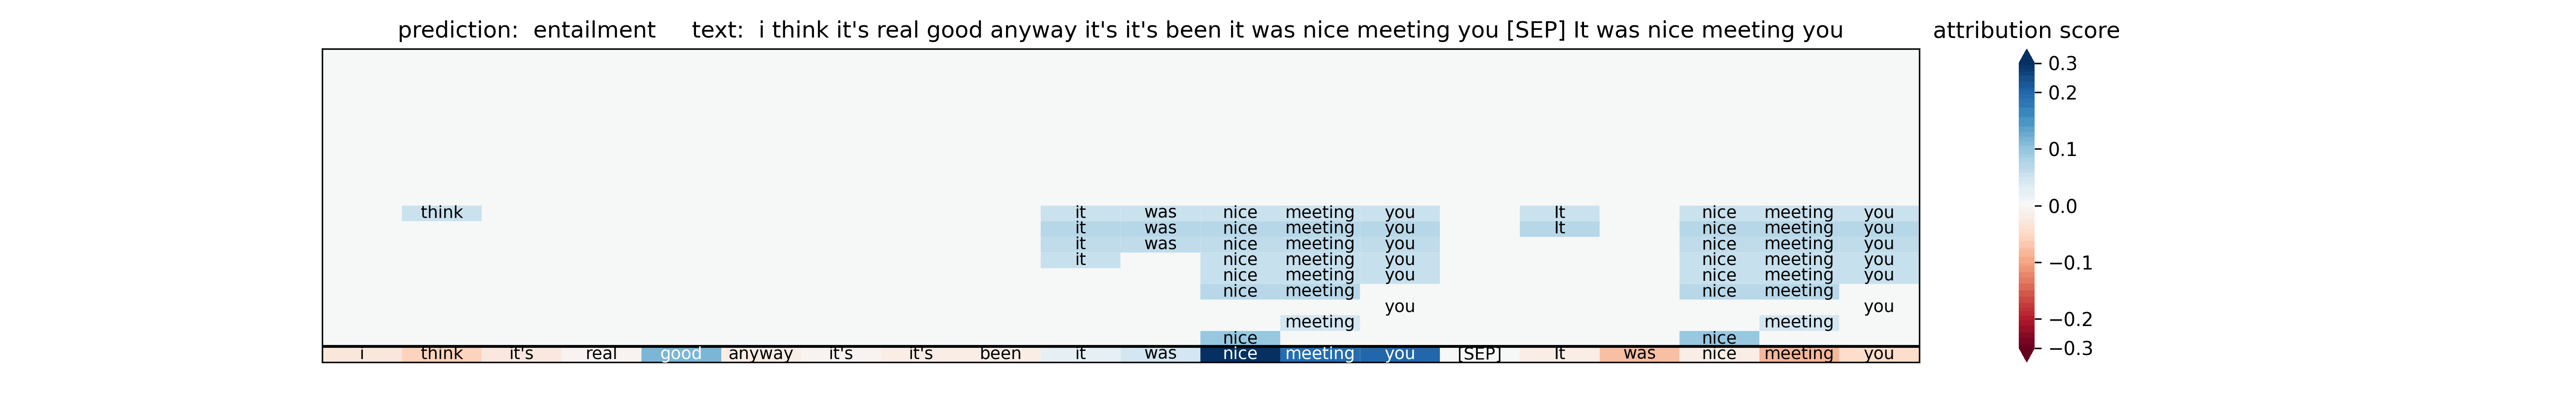 prediction:  entailment     text:  i think it's real good anyway it's it's been it was nice meeting you [SEP] It was nice meeting you
attribution score
0.3
0.2
0.1
0.0
−0.1
−0.2
−0.3
think it was nice meeting you It nice meeting you
it was nice meeting you It nice meeting you
it was nice meeting you nice meeting you
it nice meeting you nice meeting you
nice meeting you nice meeting you
nice meeting nice meeting
you you
meeting meeting
nice nice
i think it's real good anyway it's it's been it was nice meeting you [SEP] It was nice meeting you